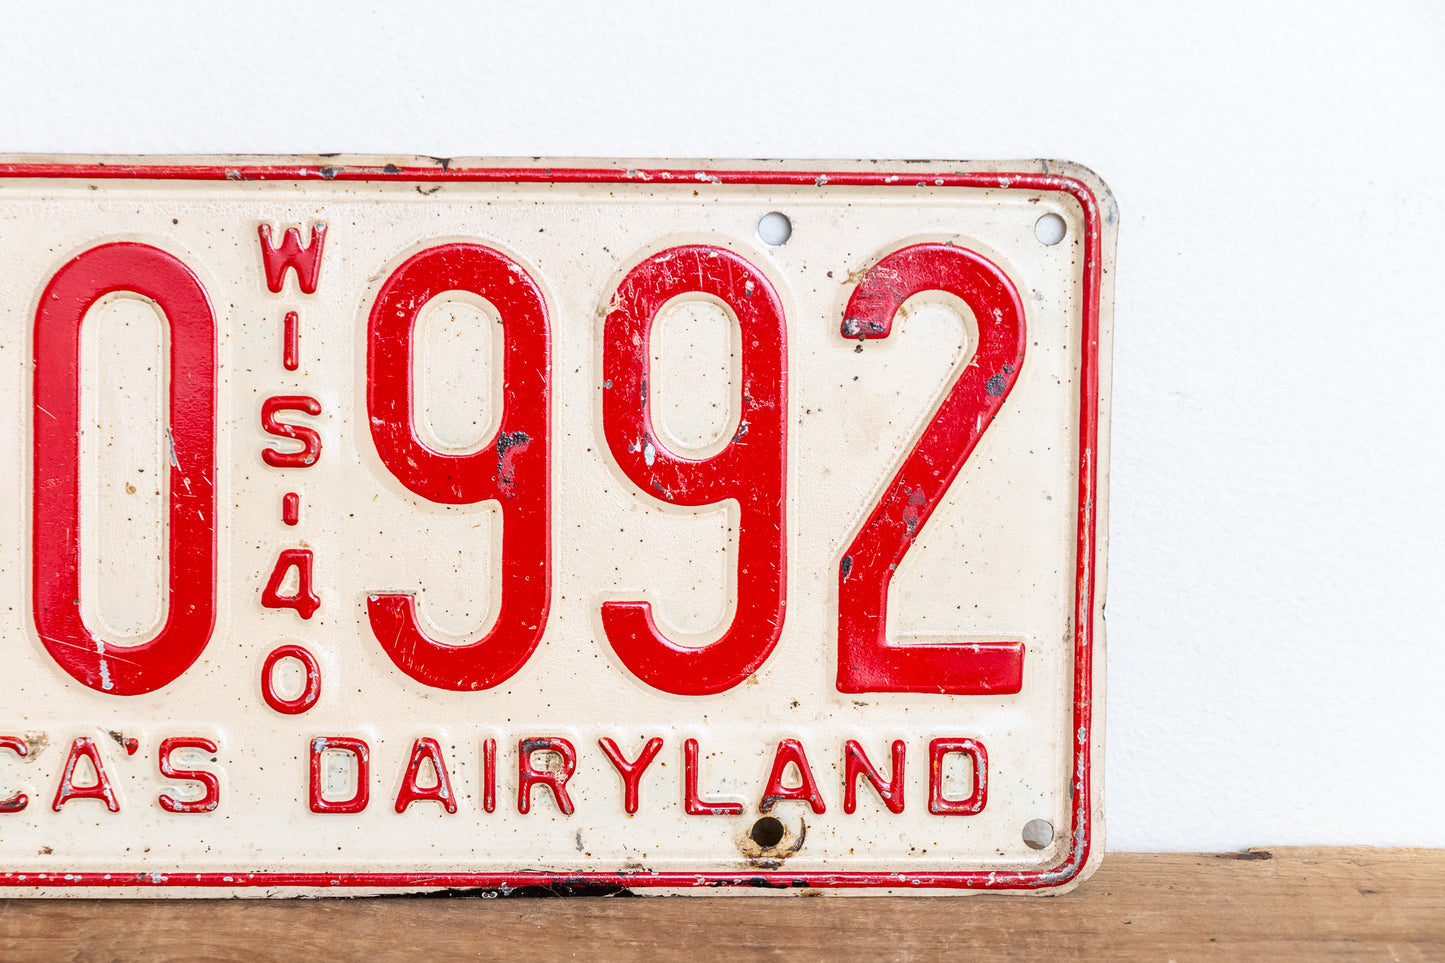 0 WIS-40 992
CA'S DAIRYLAND